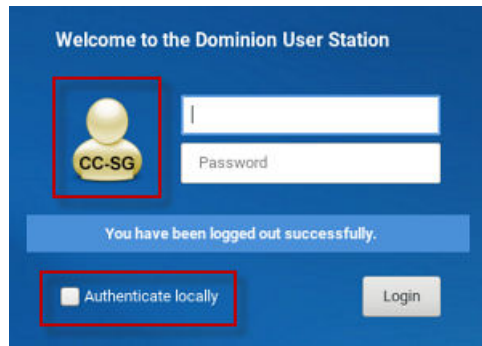 Welcome to the Dominion User Station
CC-SG
Password
You have been logged out successfully.
Authenticate locally
Login